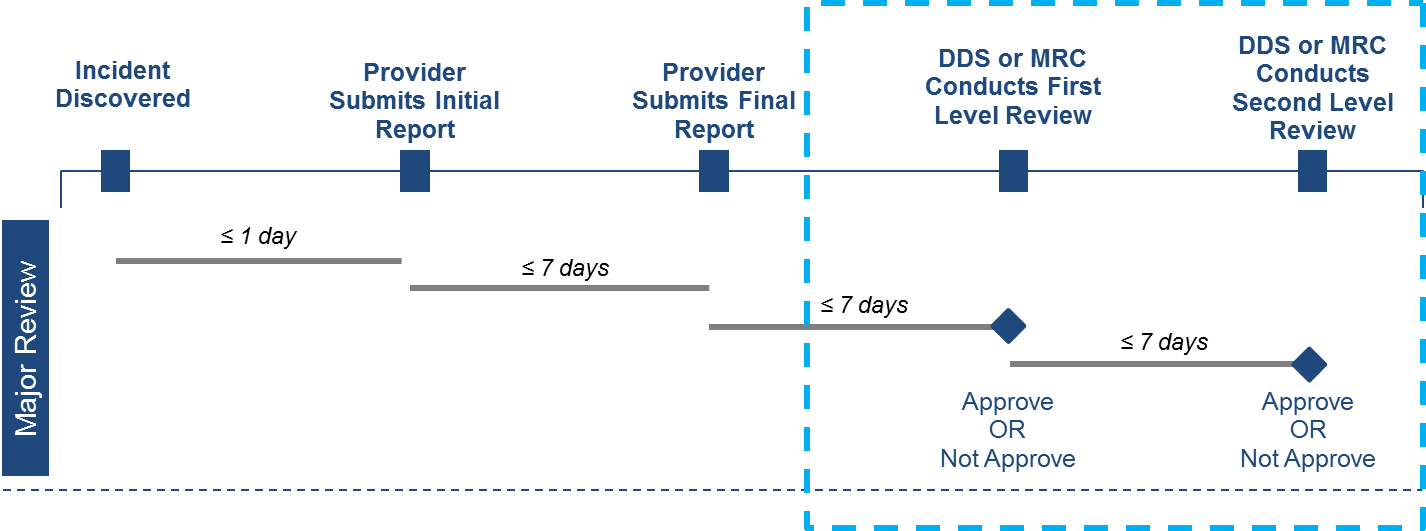 Incident
Discovered
Provider
Submits Initial
Report
Provider
Submits Final
Report
DDS or MRC
Conducts First
Level Review
DDS or MRC
Conducts
Second Level
Review
Major Review
≤ 1 day
≤ 7 days
≤ 7 days
≤ 7 days
Approve
OR
Not Approve
Approve
OR
Not Approve